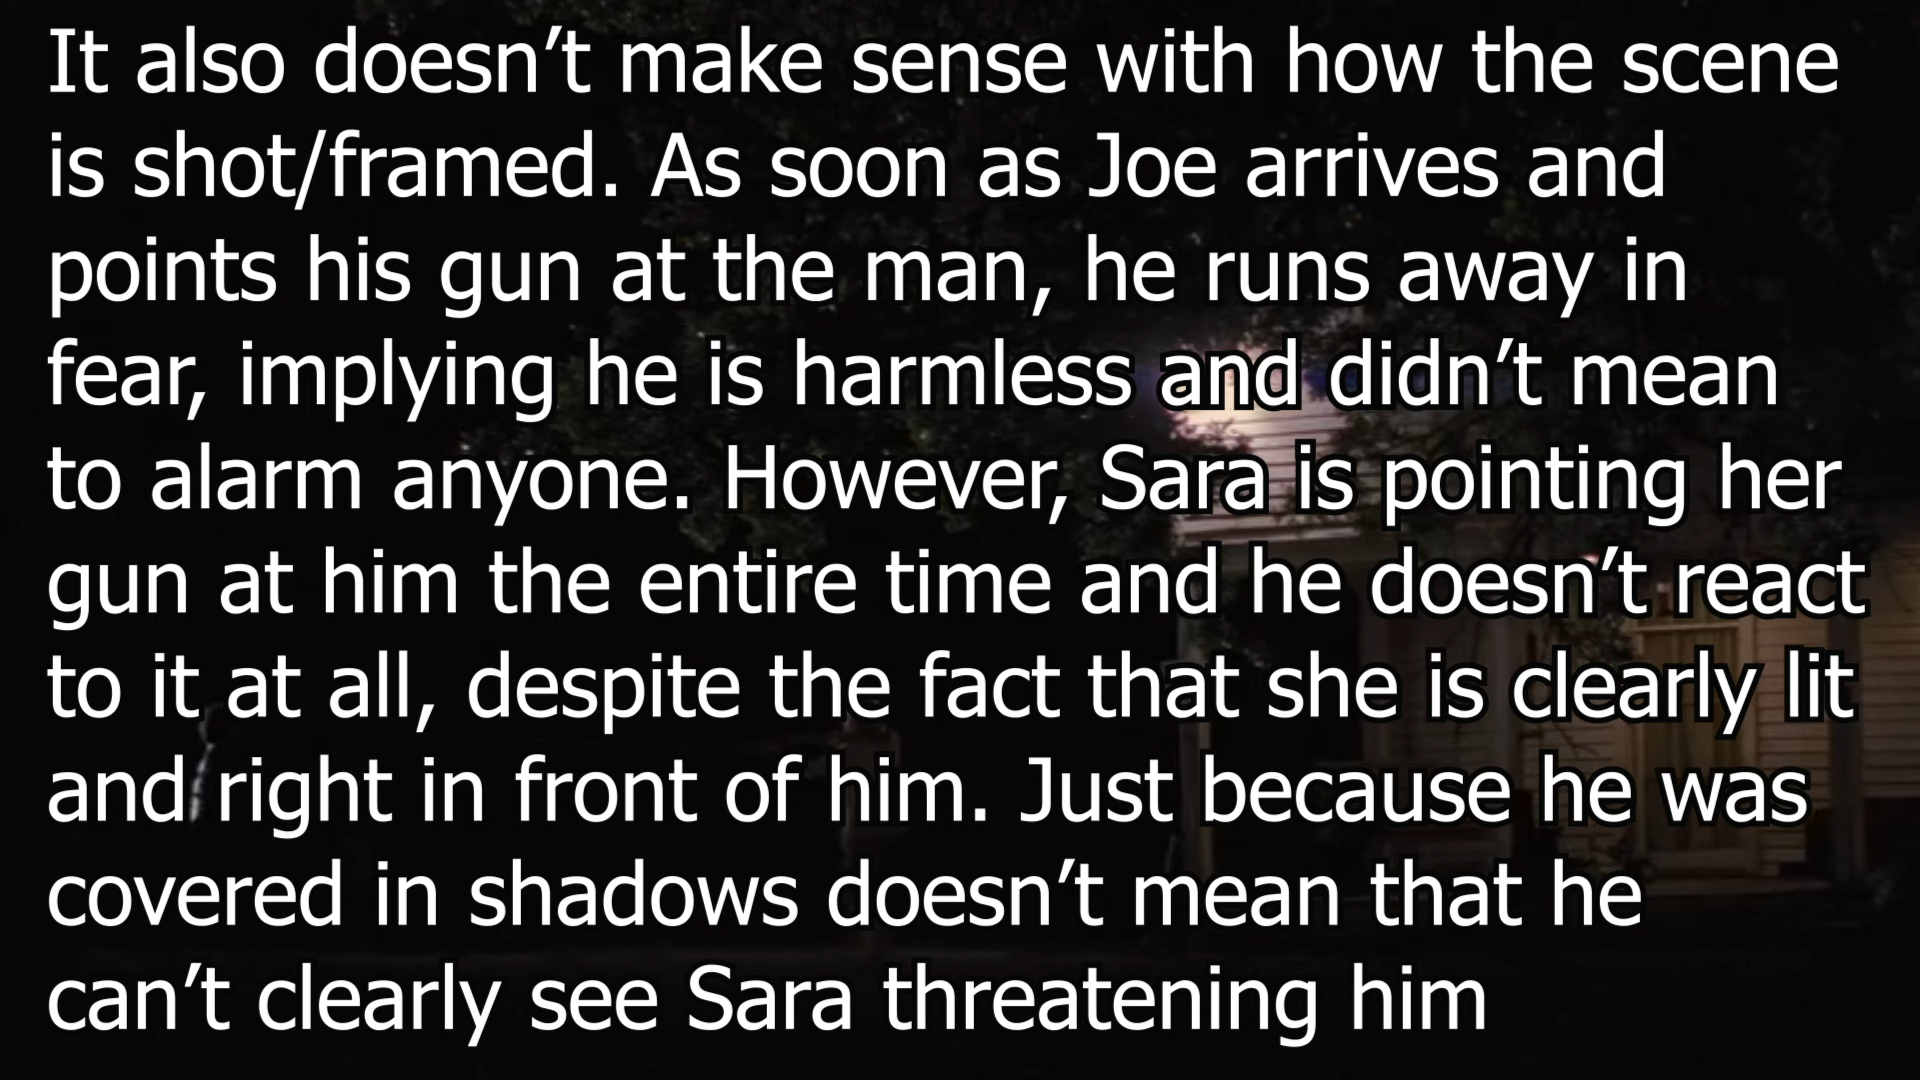 It also doesn’t make sense with how the scene
is shot/framed. As soon as Joe arrives and
points his gun at the man, he runs away in
fear, implying he is harmless and didn’t mean
to alarm anyone. However, Sara is pointing her
gun at him the entire time and he doesn’t react
to it at all, despite the fact that she is clearly lit
and right in front of him. Just because he was
covered in shadows doesn’t mean that he
can’t clearly see Sara threatening him